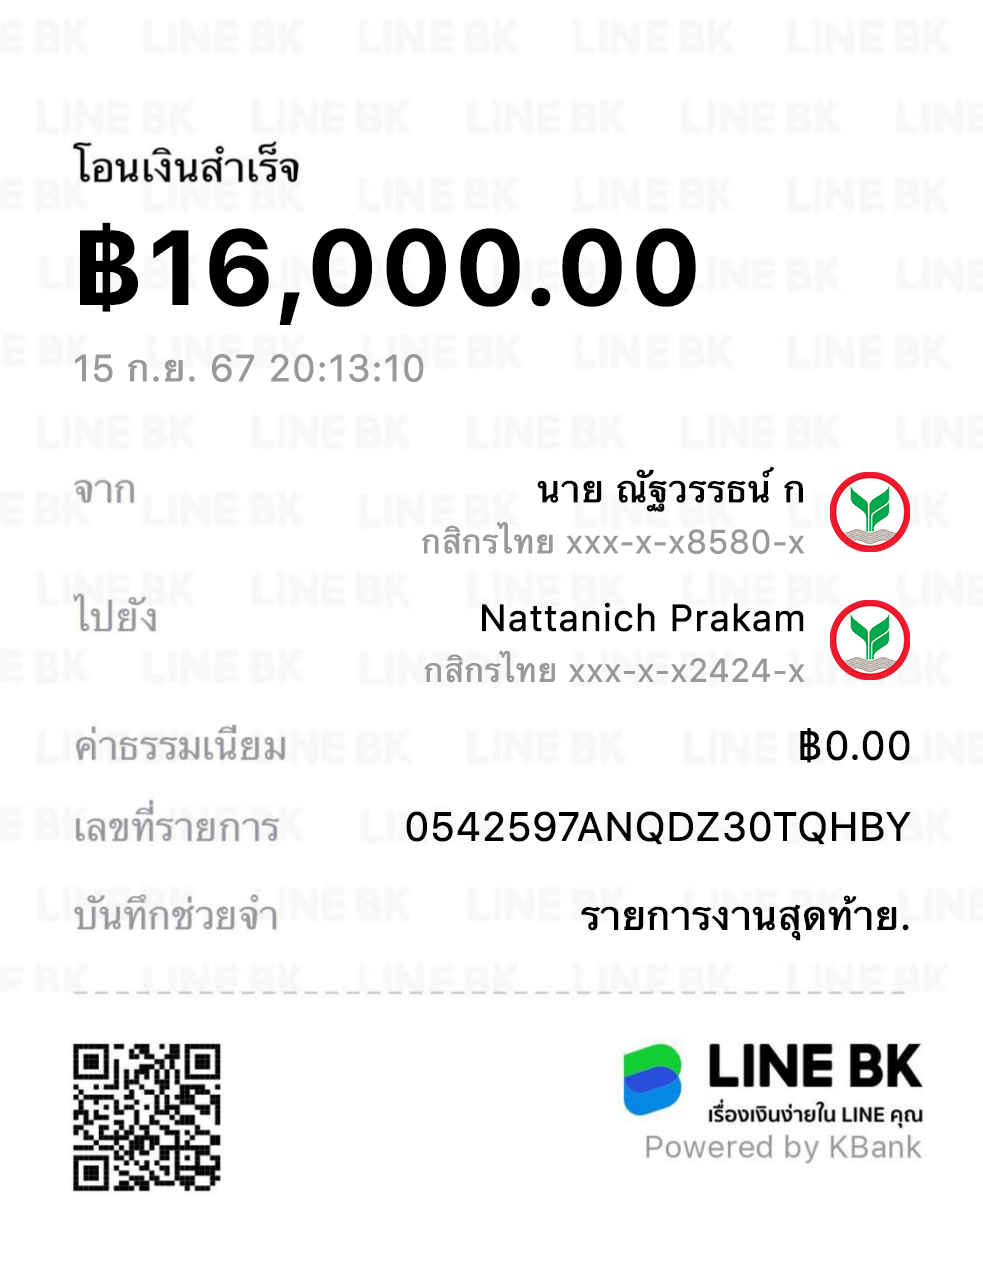 โอนเงินสำเร็จ
฿16,000.00
15 ก.ย. 67 20:13:10
จาก นาย ณัฐวรรธน์ ก
กสิกรไทย xxx-x-x8580-x
ไปยัง Nattanich Prakam
กสิกรไทย xxx-x-x2424-x
ค่าธรรมเนียม ฿0.00
เลขที่รายการ 0542597ANQDZ30TQHBY
บันทึกช่วยจำ รายการงานสุดท้าย.
LINE BK
เรื่องเงินง่ายใน LINE คุณ
Powered by KBank